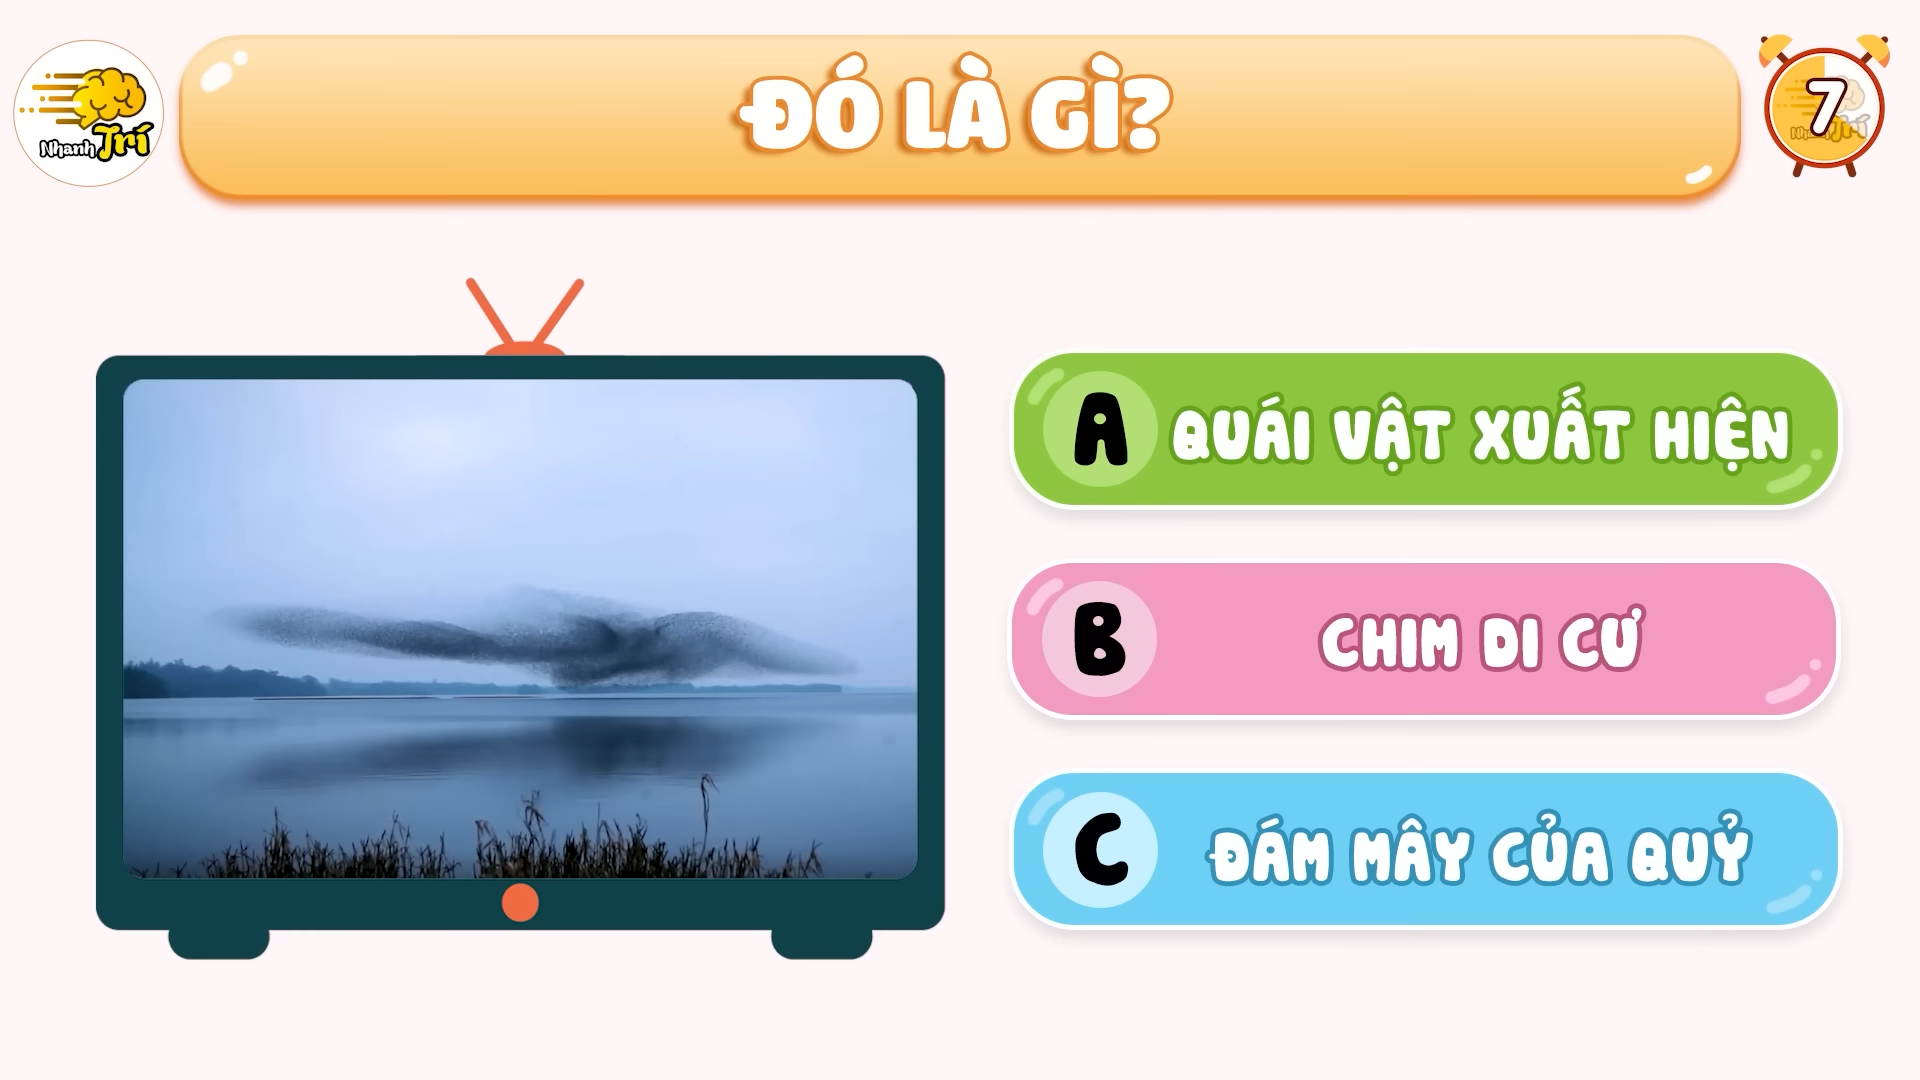 Nhanh Trí
ĐÓ LÀ GÌ?
7
A QUÁI VẬT XUẤT HIỆN
B CHIM DI CƯ
C ĐÁM MÂY CỦA QUỶ